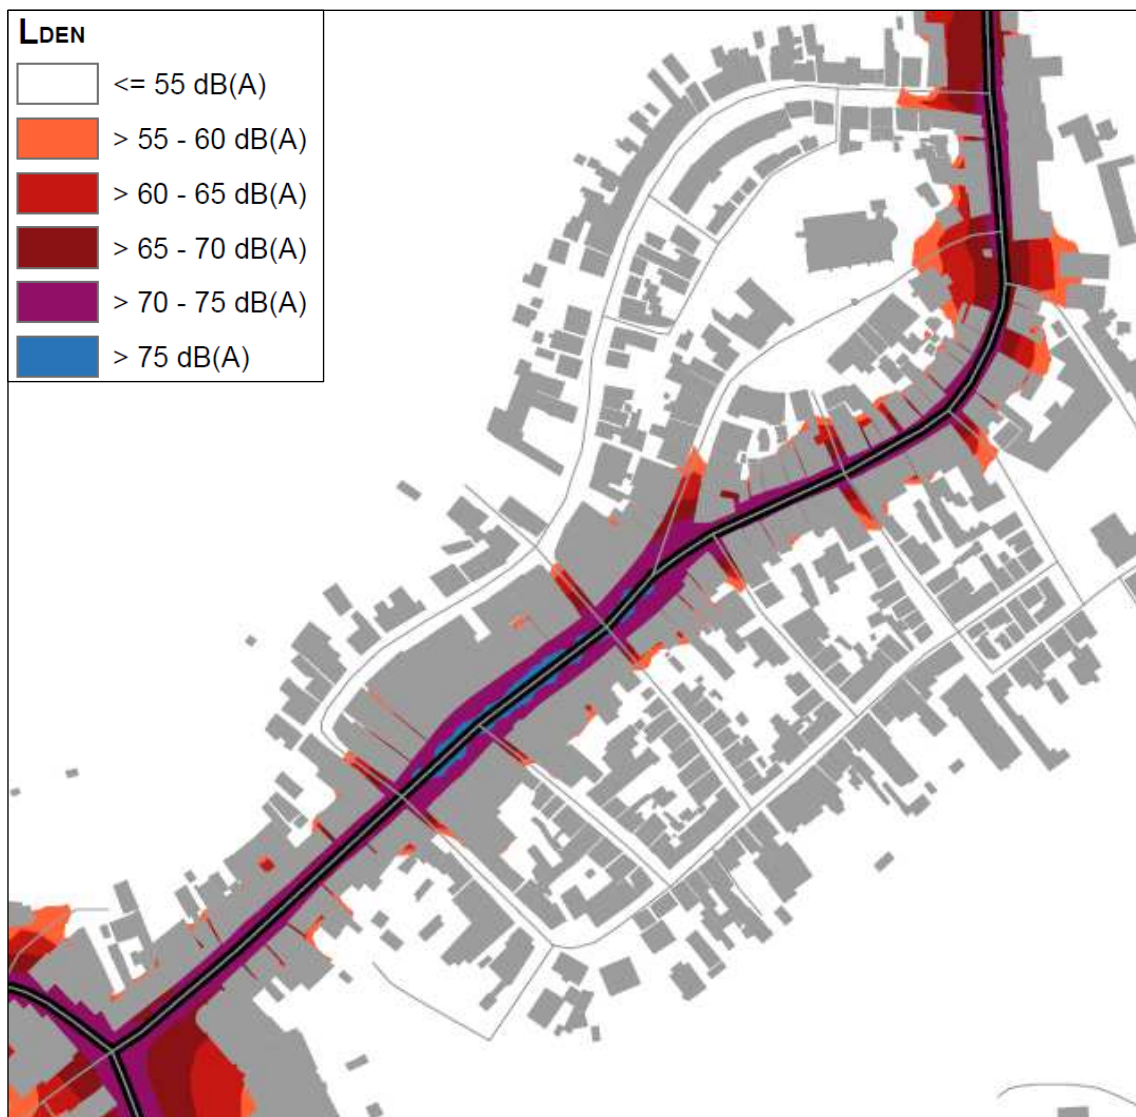 LDEN
<= 55 dB(A)
> 55 - 60 dB(A)
> 60 - 65 dB(A)
> 65 - 70 dB(A)
> 70 - 75 dB(A)
> 75 dB(A)